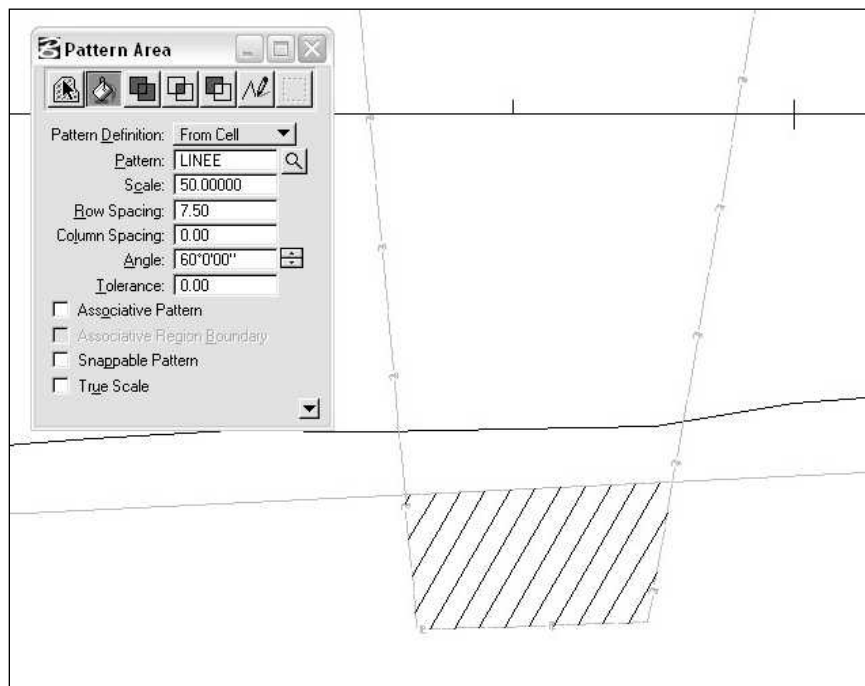 Pattern Area
Pattern Definition: From Cell
Pattern: LINEE
Scale: 50.00000
Row Spacing: 7.50
Column Spacing: 0.00
Angle: 60°0'00"
Tolerance: 0.00
Associative Pattern
Associative Region Boundary
Snappable Pattern
True Scale